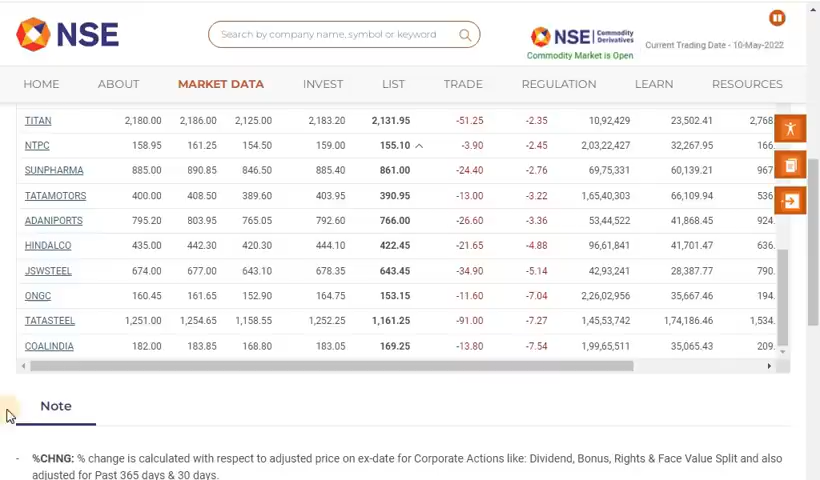 NSE
Search by company name, symbol or keyword
NSE Commodity Derivatives
Commodity Market is Open
Current Trading Date - 10-May-2022
HOME ABOUT MARKET DATA INVEST LIST TRADE REGULATION LEARN RESOURCES
TITAN 2,180.00 2,186.00 2,125.00 2,183.20 2,131.95 -51.25 -2.35 10,92,429 23,502.41 2,768.
NTPC 158.95 161.25 154.50 159.00 155.10 -3.90 -2.45 2,03,22,427 32,267.95 166.
SUNPHARMA 885.00 890.85 846.50 885.40 861.00 -24.40 -2.76 69,75,331 60,139.21 967.
TATAMOTORS 400.00 408.50 389.60 403.95 390.95 -13.00 -3.22 1,65,40,303 66,109.94 536.
ADANIPORTS 795.20 803.95 765.05 792.60 766.00 -26.60 -3.36 53,44,522 41,868.45 924.
HINDALCO 435.00 442.30 420.30 444.10 422.45 -21.65 -4.88 96,61,841 41,701.47 636.
JSWSTEEL 674.00 677.00 643.10 678.35 643.45 -34.90 -5.14 42,93,241 28,387.77 790.
ONGC 160.45 161.65 152.90 164.75 153.15 -11.60 -7.04 2,26,02,956 35,667.46 194.
TATASTEEL 1,251.00 1,254.65 1,158.55 1,252.25 1,161.25 -91.00 -7.27 1,45,53,742 1,74,186.46 1,534.
COALINDIA 182.00 183.85 168.80 183.05 169.25 -13.80 -7.54 1,99,65,511 35,065.43 209.
Note
- %CHNG: % change is calculated with respect to adjusted price on ex-date for Corporate Actions like: Dividend, Bonus, Rights & Face Value Split and also
adjusted for Past 365 days & 30 days.